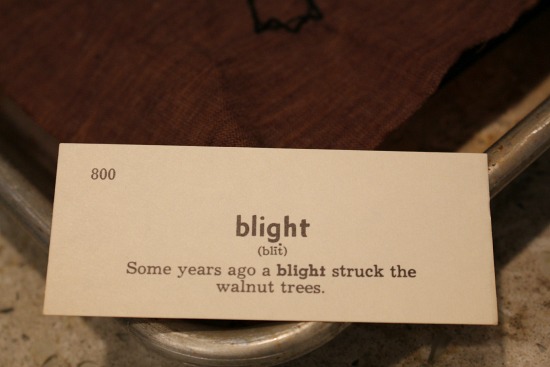 800
blight
(blīt)
Some years ago a blight struck the
walnut trees.